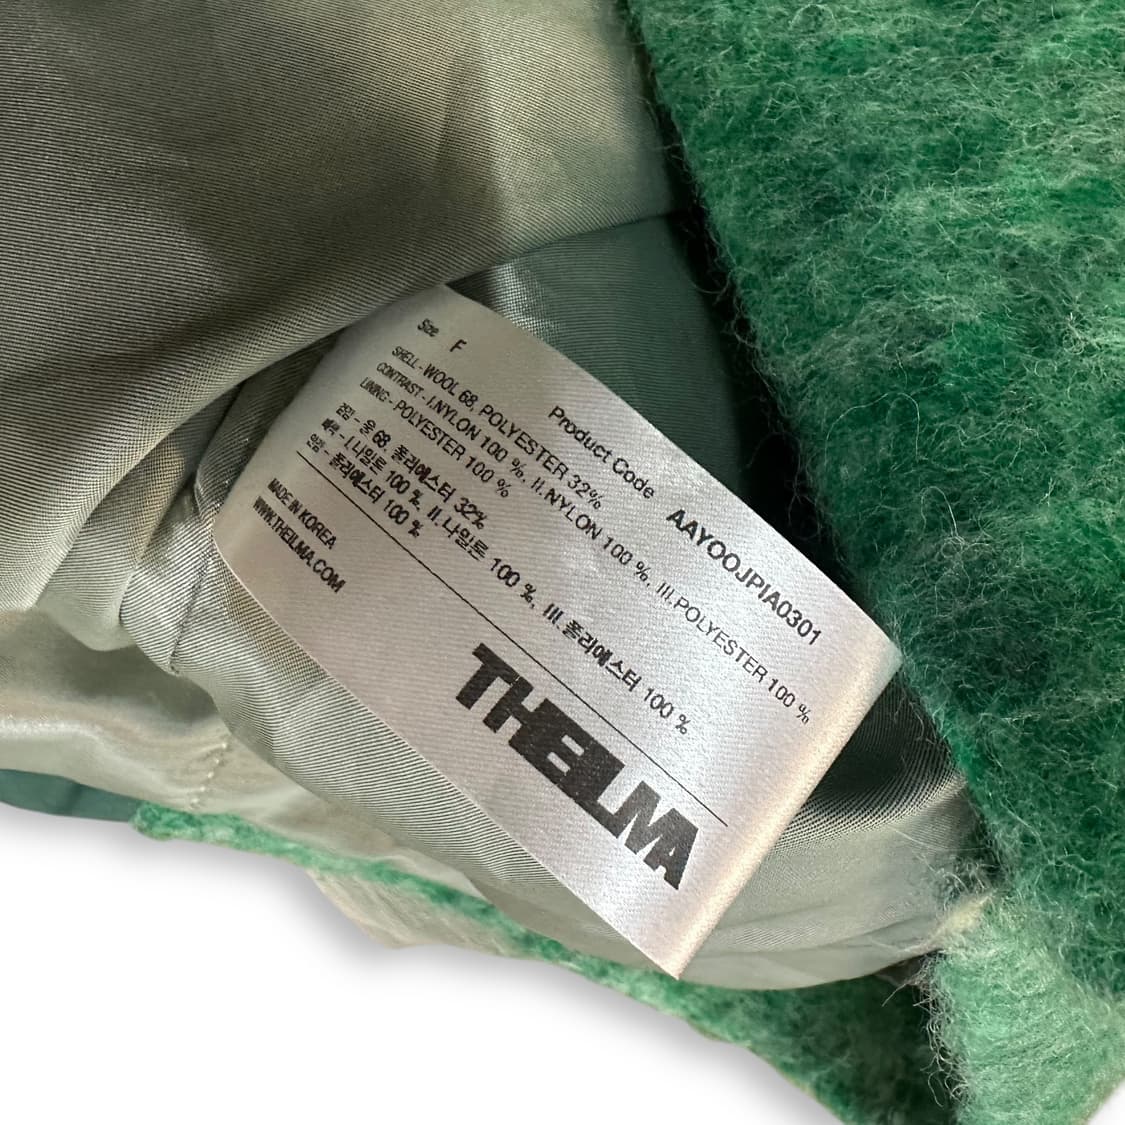 Size F
Product Code AAYOOJPIA0301
SHELL - WOOL 68, POLYESTER 32%
CONTRAST - I.NYLON 100 %, II.NYLON 100 %, III.POLYESTER 100 %
LINING - POLYESTER 100 %
겉감 - 울 68, 폴리에스터 32%
배색 - I.나일론 100 %, II.나일론 100 %, III.폴리에스터 100 %
안감 - 폴리에스터 100 %
MADE IN KOREA
WWW.THEILMA.COM
THEILMA